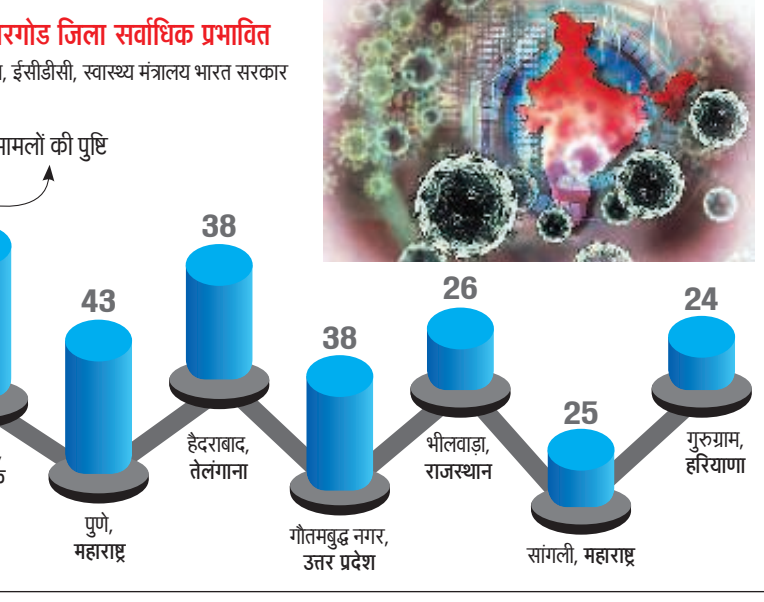 रगोड जिला सर्वाधिक प्रभावित
, ईसीडीसी, स्वास्थ्य मंत्रालय भारत सरकार
मामलों की पुष्टि
43
पुणे,
महाराष्ट्र
38
हैदराबाद,
तेलंगाना
38
गौतमबुद्ध नगर,
उत्तर प्रदेश
26
भीलवाड़ा,
राजस्थान
25
सांगली, महाराष्ट्र
24
गुरुग्राम,
हरियाणा